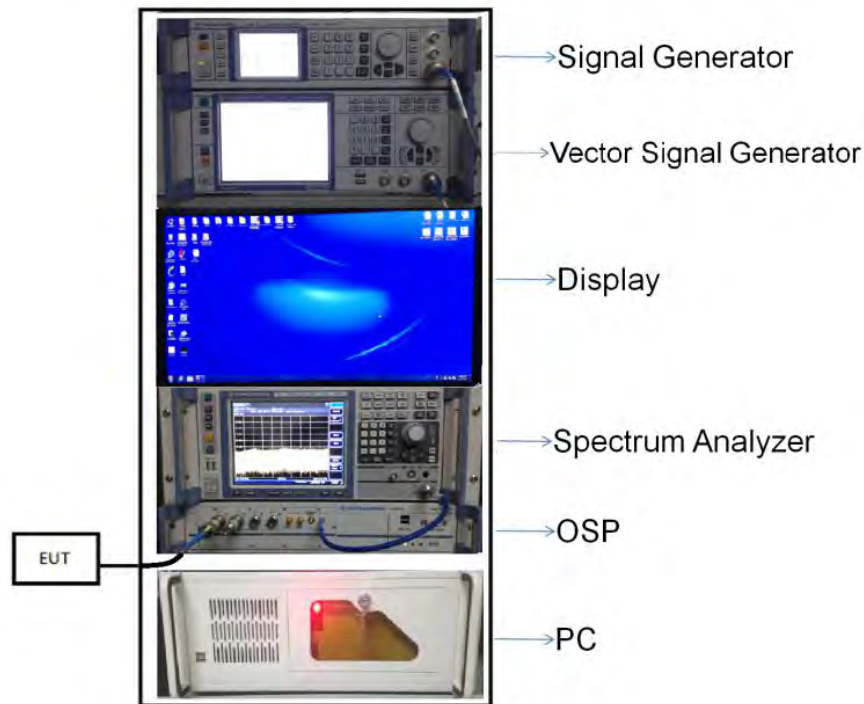 Signal Generator
Vector Signal Generator
Display
Spectrum Analyzer
OSP
EUT
PC